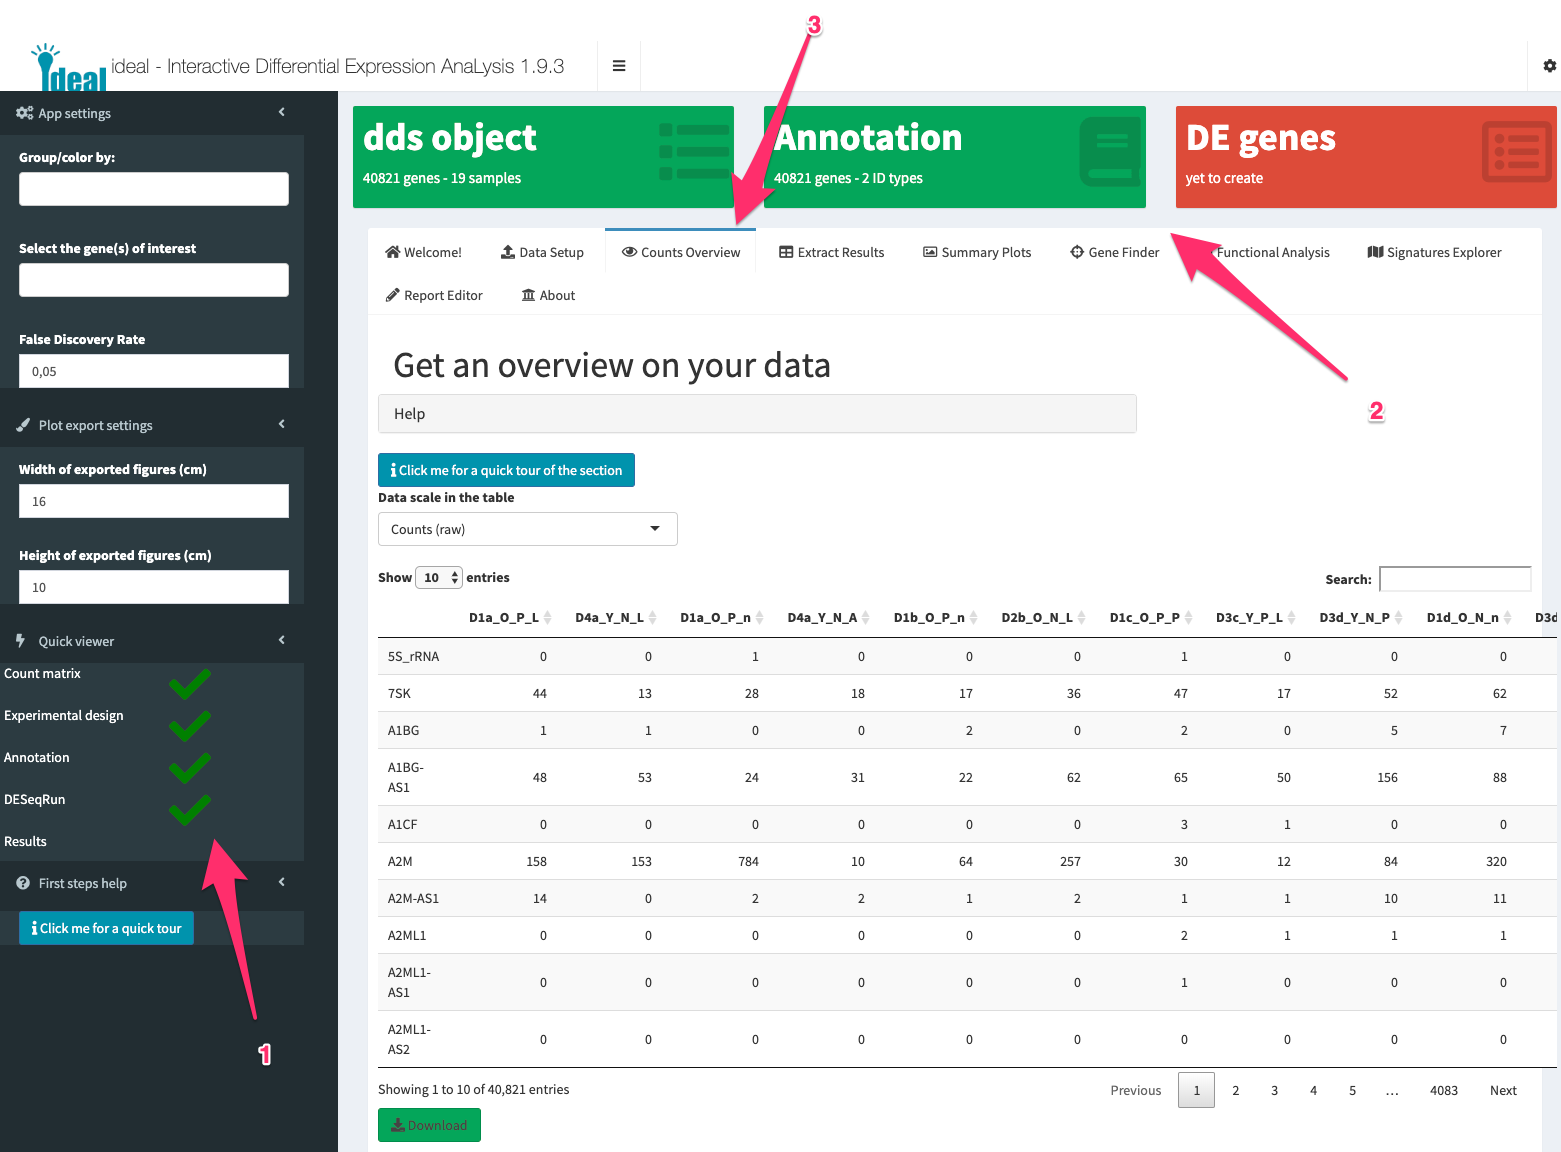 3
ideal ideal - Interactive Differential Expression AnaLysis 1.9.3
App settings
Group/color by:
Select the gene(s) of interest
False Discovery Rate
0,05
Plot export settings
Width of exported figures (cm)
16
Height of exported figures (cm)
10
Quick viewer
Count matrix
Experimental design
Annotation
DESeqRun
Results
First steps help
Click me for a quick tour
1
dds object
40821 genes - 19 samples
Annotation
40821 genes - 2 ID types
DE genes
yet to create
Welcome! Data Setup Counts Overview Extract Results Summary Plots Gene Finder Functional Analysis Signatures Explorer
Report Editor About
2
Get an overview on your data
Help
Click me for a quick tour of the section
Data scale in the table
Counts (raw)
Show 10 entries Search:
D1a_O_P_L D4a_Y_N_L D1a_O_P_n D4a_Y_N_A D1b_O_P_n D2b_O_N_L D1c_O_P_P D3c_Y_P_L D3d_Y_N_P D1d_O_N_n D3d
5S_rRNA 0 0 1 0 0 0 1 0 0 0
7SK 44 13 28 18 17 36 47 17 52 62
A1BG 1 1 0 0 2 0 2 0 5 7
A1BG-
AS1 48 53 24 31 22 62 65 50 156 88
A1CF 0 0 0 0 0 0 3 1 0 0
A2M 158 153 784 10 64 257 30 12 84 320
A2M-AS1 14 0 2 2 1 2 1 1 10 11
A2ML1 0 0 0 0 0 0 2 1 1 1
A2ML1-
AS1 0 0 0 0 0 0 1 0 0 0
A2ML1-
AS2 0 0 0 0 0 0 0 0 0 0
Showing 1 to 10 of 40,821 entries Previous 1 2 3 4 5 … 4083 Next
Download